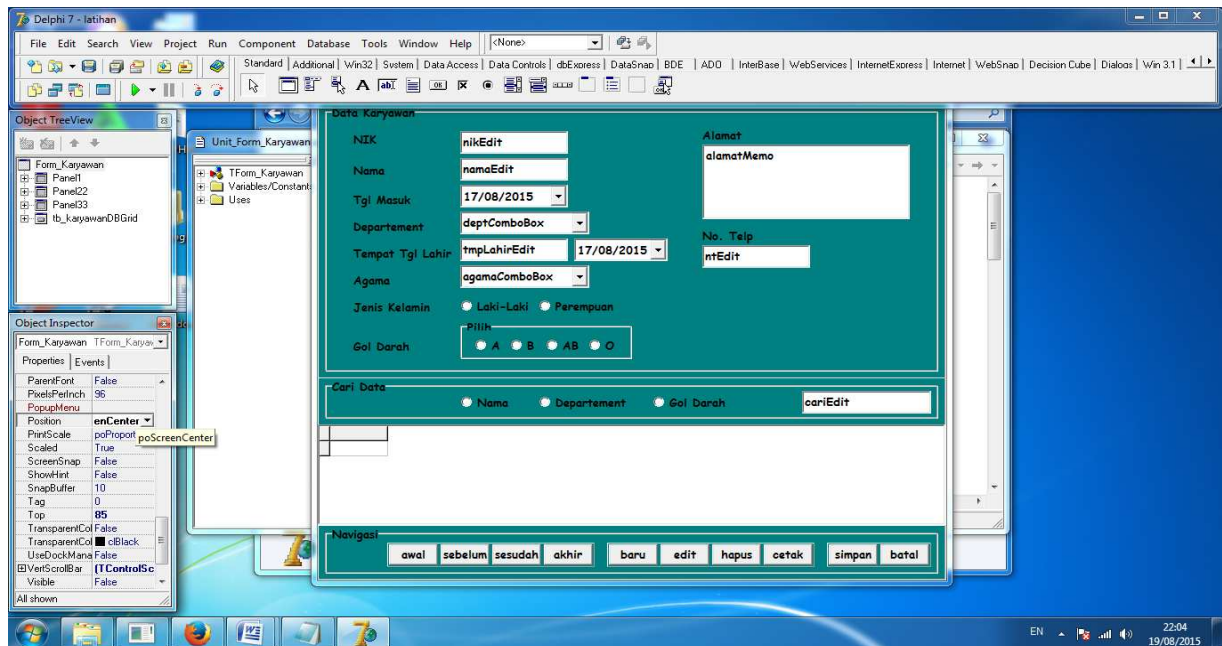 Delphi 7 - latihan
File Edit Search View Project Run Component Database Tools Window Help <None>
Standard Additional Win32 System Data Access Data Controls dbExpress DataSnap BDE ADO InterBase WebServices InternetExpress Internet WebSnap Decision Cube Dialogs Win 3.1
Object TreeView
Form_Karyawan
Panel1
Panel22
Panel33
tb_karyawanDBGrid
Unit_Form_Karyawan
TForm_Karyawan
Variables/Constant
Uses
Object Inspector
Form_Karyawan TForm_Karyaw
Properties Events
ParentFont False
PixelsPerInch 96
PopupMenu
Position enCenter
PrintScale poProport
poScreenCenter
Scaled True
ScreenSnap False
ShowHint False
SnapBuffer 10
Tag 0
Top 85
TransparentCol False
TransparentCol clBlack
UseDockMana False
VertScrollBar (TControlSc
Visible False
All shown
Data Karyawan
NIK nikEdit
Nama namaEdit
Tgl Masuk 17/08/2015
Departement deptComboBox
Tempat Tgl Lahir tmpLahirEdit 17/08/2015
Agama agamaComboBox
Jenis Kelamin Laki-Laki Perempuan
Pilih
Gol Darah A B AB O
Alamat
alamatMemo
No. Telp
ntEdit
Cari Data
Nama Departement Gol Darah cariEdit
Navigasi
awal sebelum sesudah akhir baru edit hapus cetak simpan batal
EN 22:04
19/08/2015